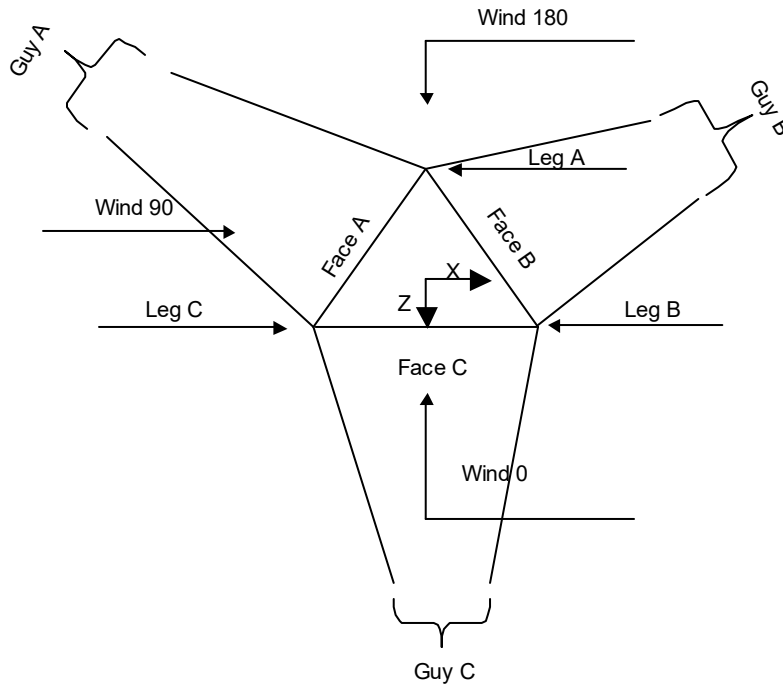 Wind 180
Guy A
Guy B
Leg A
Wind 90
Face A
Face B
X
Z
Leg C
Leg B
Face C
Wind 0
Guy C